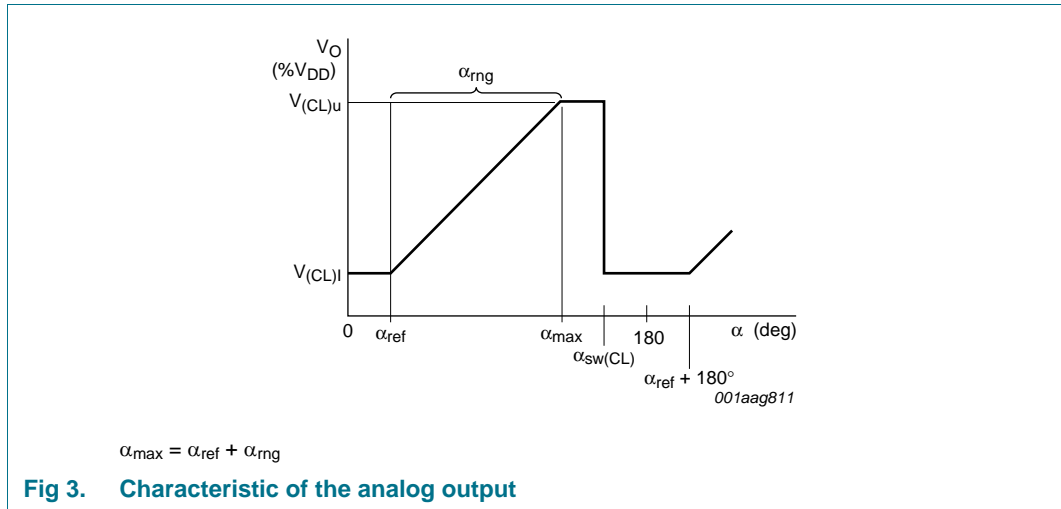 VO
(%VDD)
αrng
V(CL)u
V(CL)l
0
αref
αmax
180
α (deg)
αsw(CL)
αref + 180°
001aag811
αmax = αref + αrng
Fig 3. Characteristic of the analog output